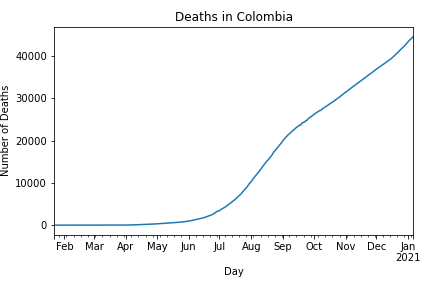 Deaths in Colombia
Number of Deaths
40000
30000
20000
10000
0
Feb Mar Apr May Jun Jul Aug Sep Oct Nov Dec Jan
2021
Day